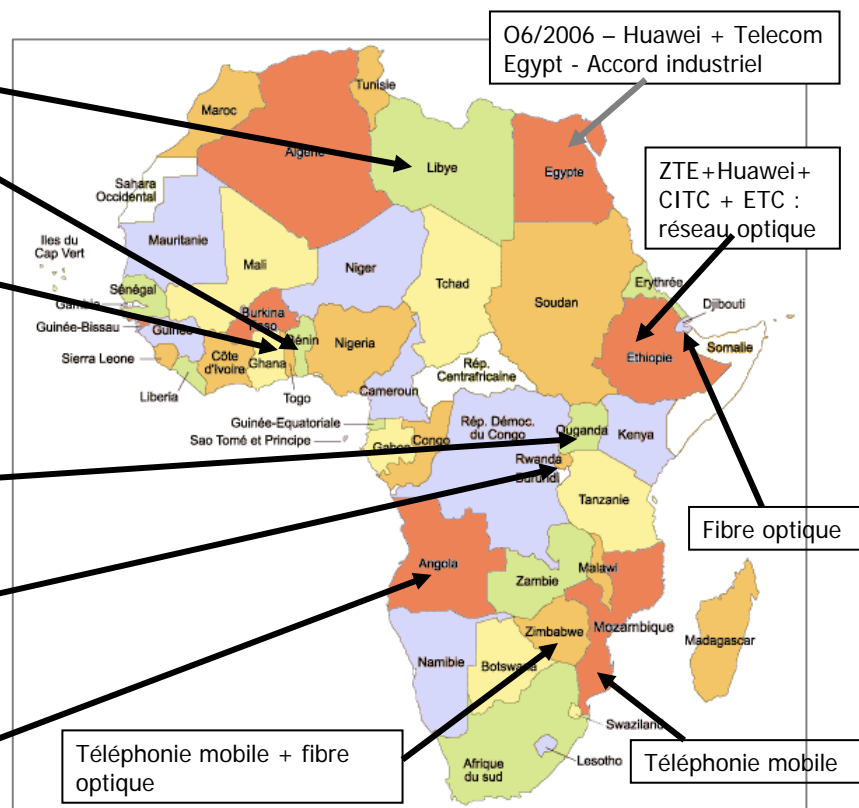 O6/2006 – Huawei + Telecom
Egypt - Accord industriel
Tunisie
Maroc
Algérie
Libye
Egypte
ZTE+Huawei+
CITC + ETC :
réseau optique
Sahara
Occidental
Iles du
Cap Vert
Mauritanie
Mali
Niger
Tchad
Soudan
Erythrée
Sénégal
Gambie
Djibouti
Guinée-Bissau
Guinée
Burkina
Faso
Bénin
Nigeria
Sierra Leone
Côte
d'Ivoire
Ghana
Togo
Liberia
Rép.
Centrafricaine
Ethiopie
Somalie
Cameroun
Guinée-Equatoriale
Sao Tomé et Principe
Gabon
Congo
Rép. Démoc.
du Congo
Ouganda
Kenya
Rwanda
Burundi
Tanzanie
Fibre optique
Angola
Zambie
Malawi
Mozambique
Zimbabwe
Madagascar
Namibie
Botswana
Swaziland
Lesotho
Afrique
du sud
Téléphonie mobile + fibre
optique
Téléphonie mobile